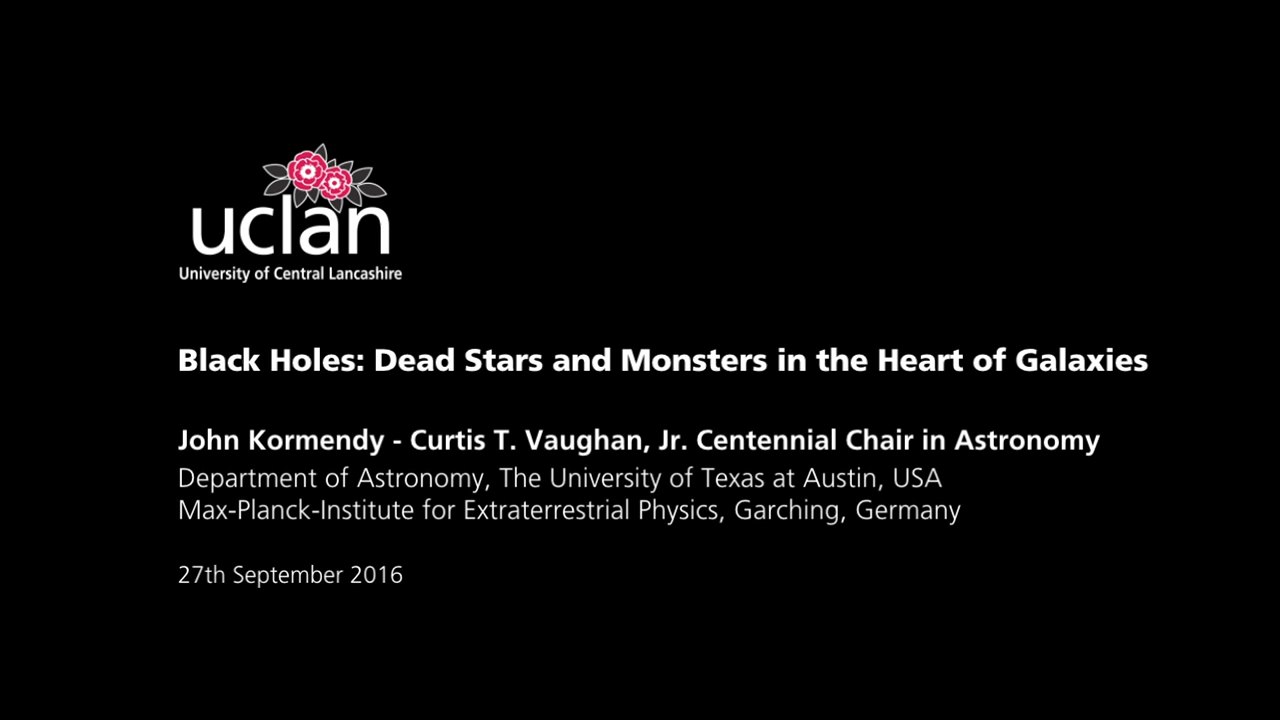 uclan
University of Central Lancashire
Black Holes: Dead Stars and Monsters in the Heart of Galaxies
John Kormendy - Curtis T. Vaughan, Jr. Centennial Chair in Astronomy
Department of Astronomy, The University of Texas at Austin, USA
Max-Planck-Institute for Extraterrestrial Physics, Garching, Germany
27th September 2016